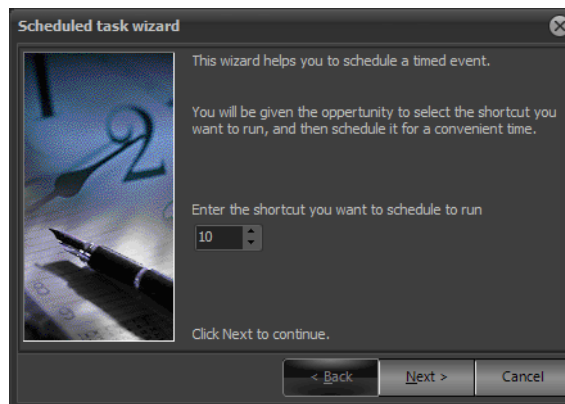 Scheduled task wizard
This wizard helps you to schedule a timed event.
You will be given the oppertunity to select the shortcut you
want to run, and then schedule it for a convenient time.
Enter the shortcut you want to schedule to run
10
Click Next to continue.
< Back
Next >
Cancel